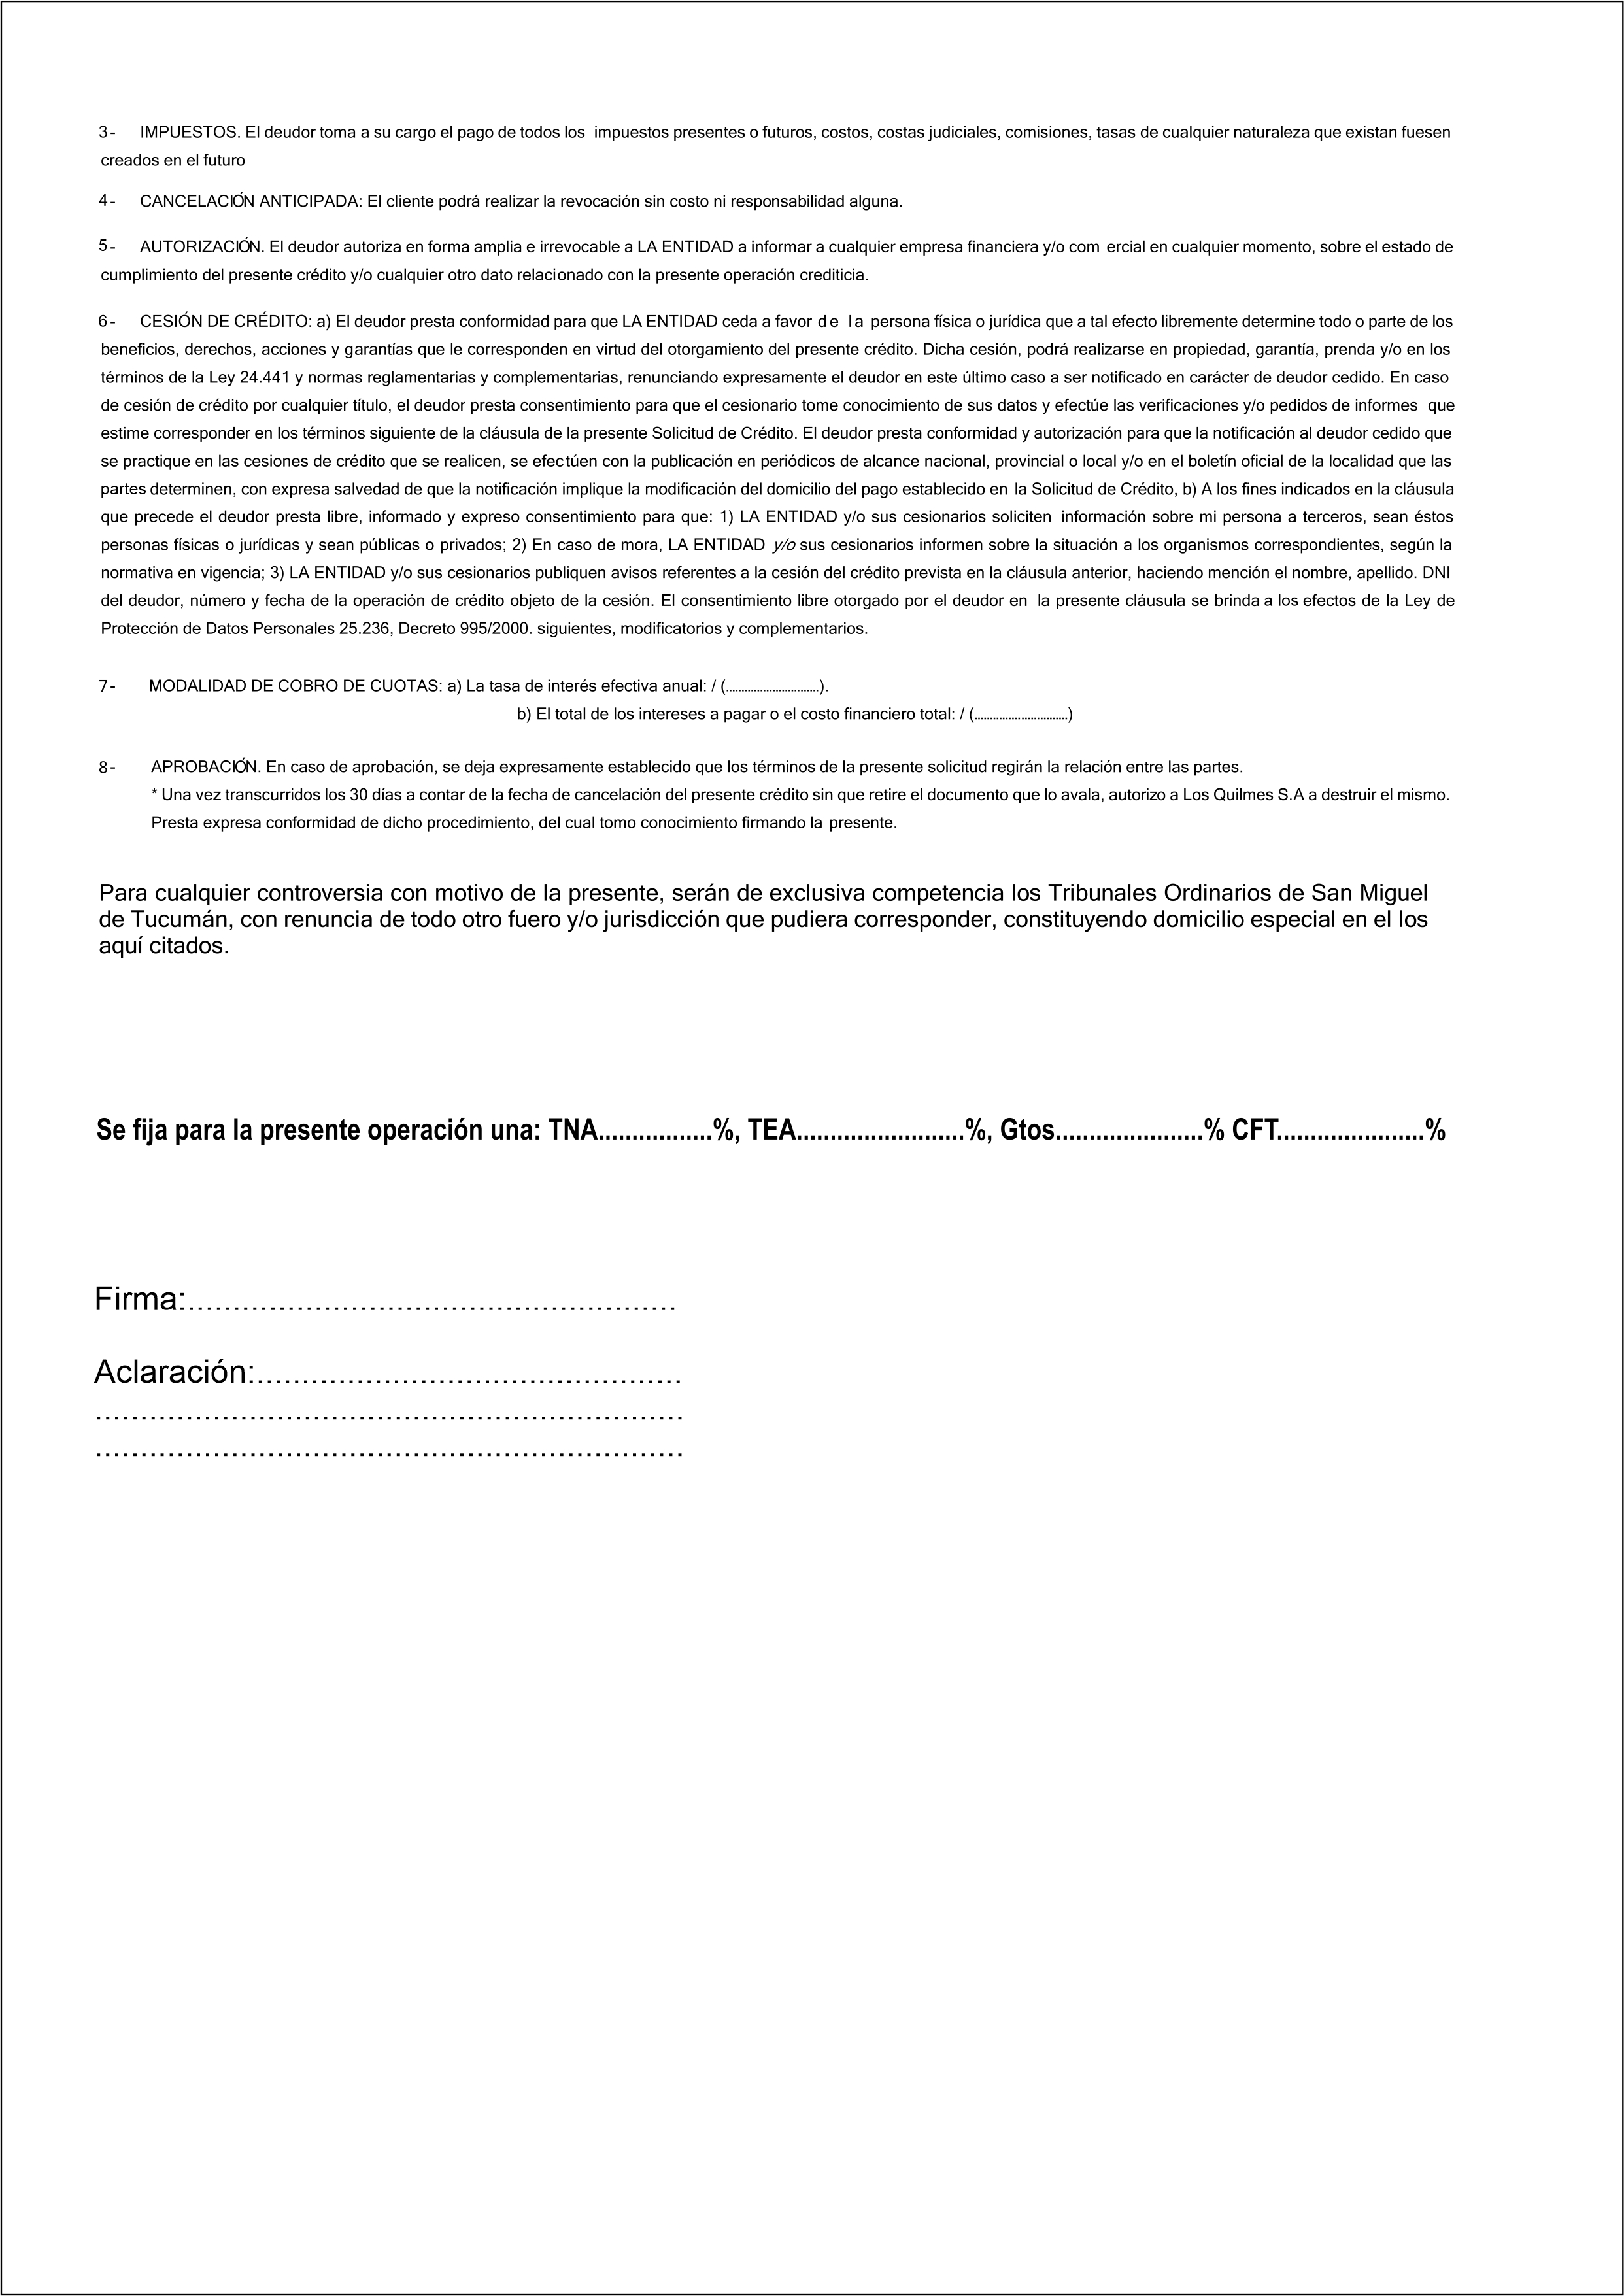 3- IMPUESTOS. El deudor toma a su cargo el pago de todos los impuestos presentes o futuros, costos, costas judiciales, comisiones, tasas de cualquier naturaleza que existan fuesen
creados en el futuro
4- CANCELACIÓN ANTICIPADA: El cliente podrá realizar la revocación sin costo ni responsabilidad alguna.
5- AUTORIZACIÓN. El deudor autoriza en forma amplia e irrevocable a LA ENTIDAD a informar a cualquier empresa financiera y/o com ercial en cualquier momento, sobre el estado de
cumplimiento del presente crédito y/o cualquier otro dato relacionado con la presente operación crediticia.
6- CESIÓN DE CRÉDITO: a) El deudor presta conformidad para que LA ENTIDAD ceda a favor de la persona física o jurídica que a tal efecto libremente determine todo o parte de los
beneficios, derechos, acciones y garantías que le corresponden en virtud del otorgamiento del presente crédito. Dicha cesión, podrá realizarse en propiedad, garantía, prenda y/o en los
términos de la Ley 24.441 y normas reglamentarias y complementarias, renunciando expresamente el deudor en este último caso a ser notificado en carácter de deudor cedido. En caso
de cesión de crédito por cualquier título, el deudor presta consentimiento para que el cesionario tome conocimiento de sus datos y efectúe las verificaciones y/o pedidos de informes que
estime corresponder en los términos siguiente de la cláusula de la presente Solicitud de Crédito. El deudor presta conformidad y autorización para que la notificación al deudor cedido que
se practique en las cesiones de crédito que se realicen, se efectúen con la publicación en periódicos de alcance nacional, provincial o local y/o en el boletín oficial de la localidad que las
partes determinen, con expresa salvedad de que la notificación implique la modificación del domicilio del pago establecido en la Solicitud de Crédito, b) A los fines indicados en la cláusula
que precede el deudor presta libre, informado y expreso consentimiento para que: 1) LA ENTIDAD y/o sus cesionarios soliciten información sobre mi persona a terceros, sean éstos
personas físicas o jurídicas y sean públicas o privados; 2) En caso de mora, LA ENTIDAD y/o sus cesionarios informen sobre la situación a los organismos correspondientes, según la
normativa en vigencia; 3) LA ENTIDAD y/o sus cesionarios publiquen avisos referentes a la cesión del crédito prevista en la cláusula anterior, haciendo mención el nombre, apellido. DNI
del deudor, número y fecha de la operación de crédito objeto de la cesión. El consentimiento libre otorgado por el deudor en la presente cláusula se brinda a los efectos de la Ley de
Protección de Datos Personales 25.236, Decreto 995/2000. siguientes, modificatorios y complementarios.
7- MODALIDAD DE COBRO DE CUOTAS: a) La tasa de interés efectiva anual: / (..............................).
b) El total de los intereses a pagar o el costo financiero total: / (..............................)
8- APROBACIÓN. En caso de aprobación, se deja expresamente establecido que los términos de la presente solicitud regirán la relación entre las partes.
* Una vez transcurridos los 30 días a contar de la fecha de cancelación del presente crédito sin que retire el documento que lo avala, autorizo a Los Quilmes S.A a destruir el mismo.
Presta expresa conformidad de dicho procedimiento, del cual tomo conocimiento firmando la presente.
Para cualquier controversia con motivo de la presente, serán de exclusiva competencia los Tribunales Ordinarios de San Miguel
de Tucumán, con renuncia de todo otro fuero y/o jurisdicción que pudiera corresponder, constituyendo domicilio especial en el los
aquí citados.
Se fija para la presente operación una: TNA.................%, TEA.........................%, Gtos......................% CFT......................%
Firma:......................................................
Aclaración:...............................................
.................................................................
.................................................................